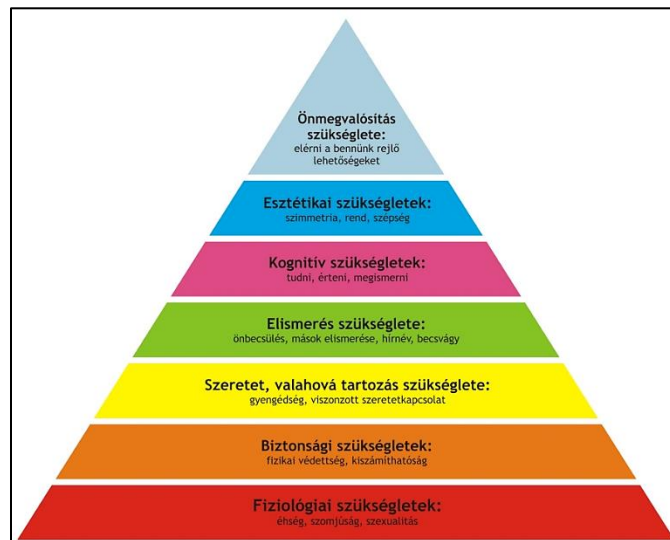 Önmegvalósítás
szükséglete:
elérni a bennünk rejlő
lehetőségeket
Esztétikai szükségletek:
szimmetria, rend, szépség
Kognitív szükségletek:
tudni, érteni, megismerni
Elismerés szükséglete:
önbecsülés, mások elismerése, hírnév, becsvágy
Szeretet, valahová tartozás szükséglete:
gyengédség, viszonzott szeretetkapcsolat
Biztonsági szükségletek:
fizikai védettség, kiszámíthatóság
Fiziológiai szükségletek:
éhség, szomjúság, szexualitás